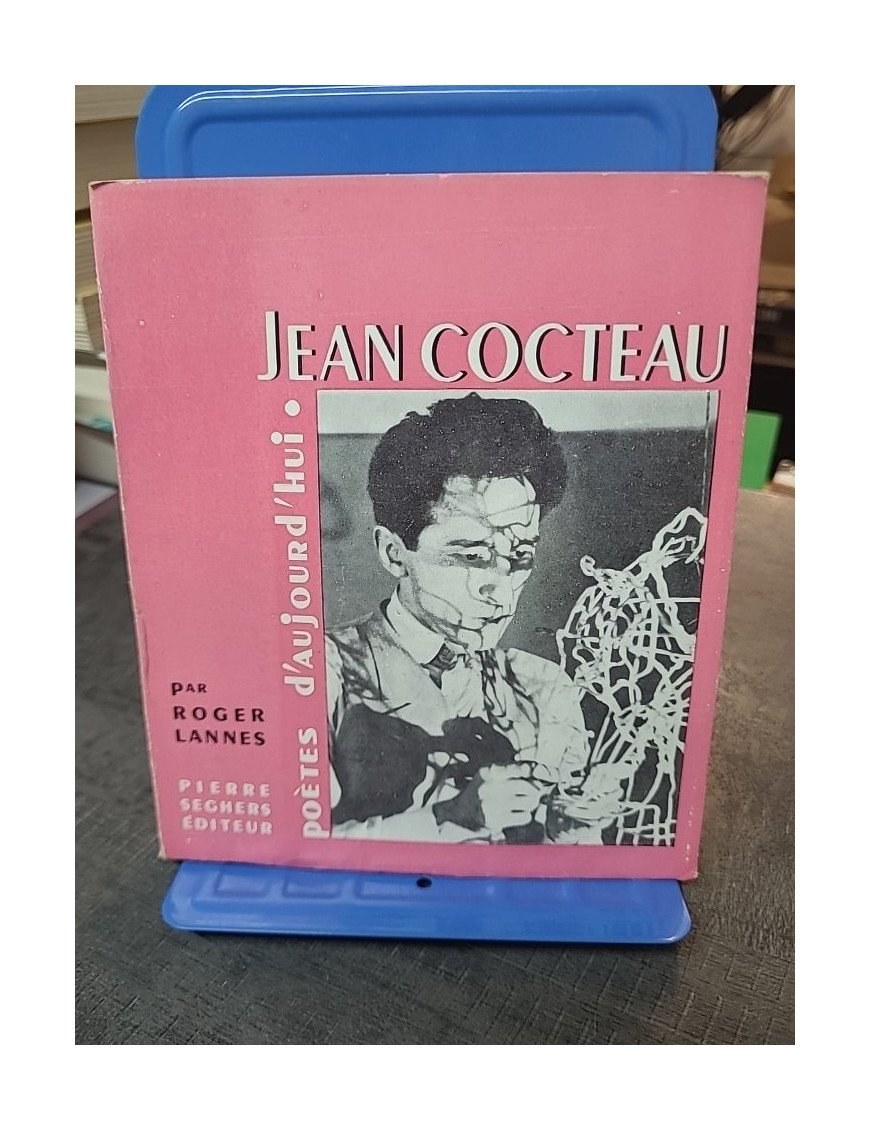 JEAN COCTEAU
poÈTES d'AUjOURd'hui.
PAR
ROGER
LANNES
PIERRE
SEGHERS
ÉDITEUR